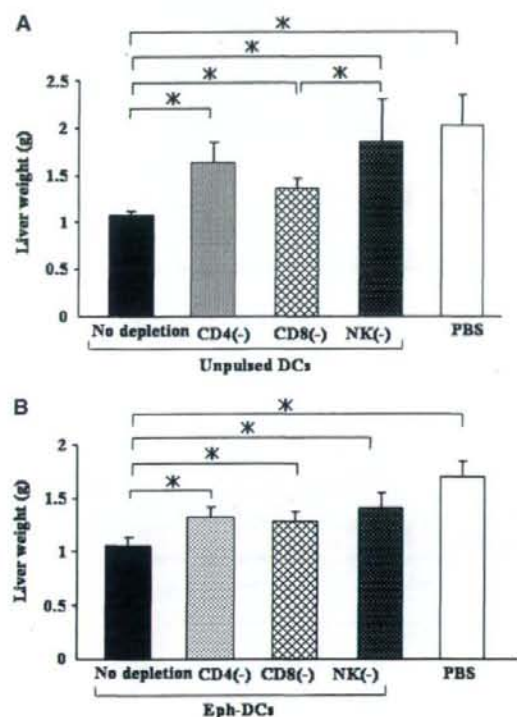 A
*
*
* *
*
Liver weight (g)
2.5
2
1.5
1
0.5
0
No depletion CD4(-) CD8(-) NK(-) PBS
Unpulsed DCs
B
*
*
*
*
Liver weight (g)
2
1.5
1
0.5
0
No depletion CD4(-) CD8(-) NK(-) PBS
Eph-DCs